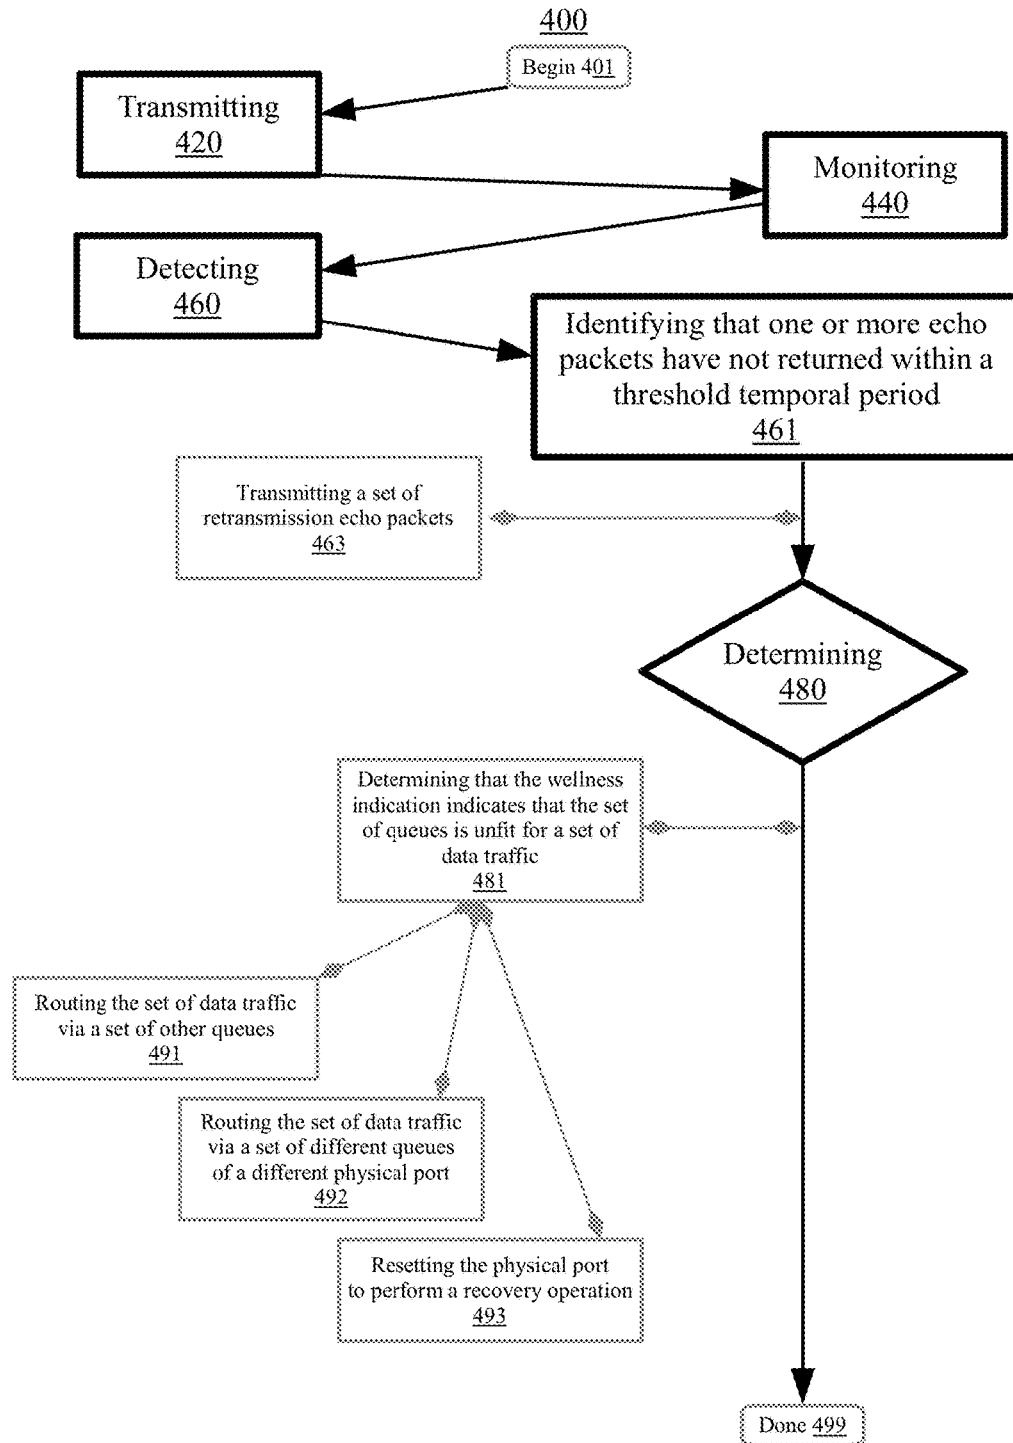 400
Begin 401
Transmitting
420
Monitoring
440
Detecting
460
Identifying that one or more echo
packets have not returned within a
threshold temporal period
461
Transmitting a set of
retransmission echo packets
463
Determining
480
Determining that the wellness
indication indicates that the set
of queues is unfit for a set of
data traffic
481
Routing the set of data traffic
via a set of other queues
491
Routing the set of data traffic
via a set of different queues
of a different physical port
492
Resetting the physical port
to perform a recovery operation
493
Done 499